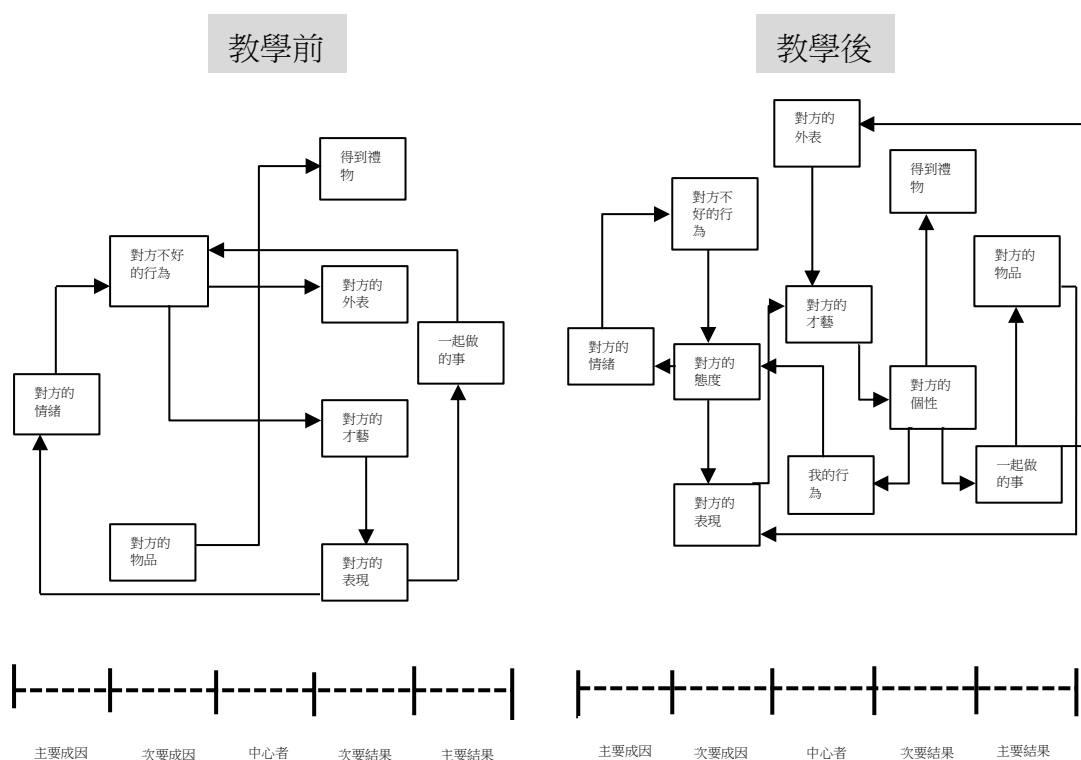 教學前
得到禮
物
對方不好
的行為
對方的
外表
一起做
的事
對方的
情緒
對方的
才藝
對方的
物品
對方的
表現
主要成因
次要成因
中心者
次要結果
主要結果
教學後
對方的
外表
得到禮
物
對方不
好的行
為
對方的
物品
對方的
才藝
對方的
情緒
對方的
態度
對方的
個性
我的行
為
一起做
的事
對方的
表現
主要成因
次要成因
中心者
次要結果
主要結果